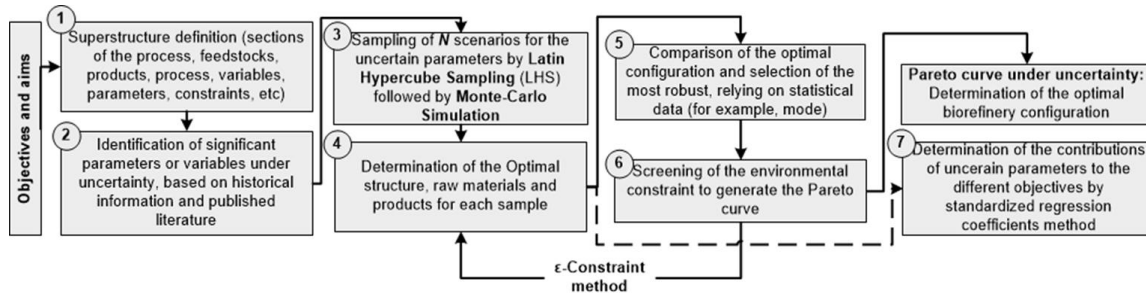 Objectives and aims
1
Superstructure definition (sections
of the process, feedstocks,
products, process, variables,
parameters, constraints, etc)
2
Identification of significant
parameters or variables under
uncertainty, based on historical
information and published
literature
3
Sampling of N scenarios for the
uncertain parameters by Latin
Hypercube Sampling (LHS)
followed by Monte-Carlo
Simulation
4
Determination of the Optimal
structure, raw materials and
products for each sample
5
Comparison of the optimal
configuration and selection of the
most robust, relying on statistical
data (for example, mode)
6
Screening of the environmental
constraint to generate the Pareto
curve
ε-Constraint
method
Pareto curve under uncertainty:
Determination of the optimal
biorefinery configuration
7
Determination of the contributions
of uncerain parameters to the
different objectives by
standardized regression
coefficients method